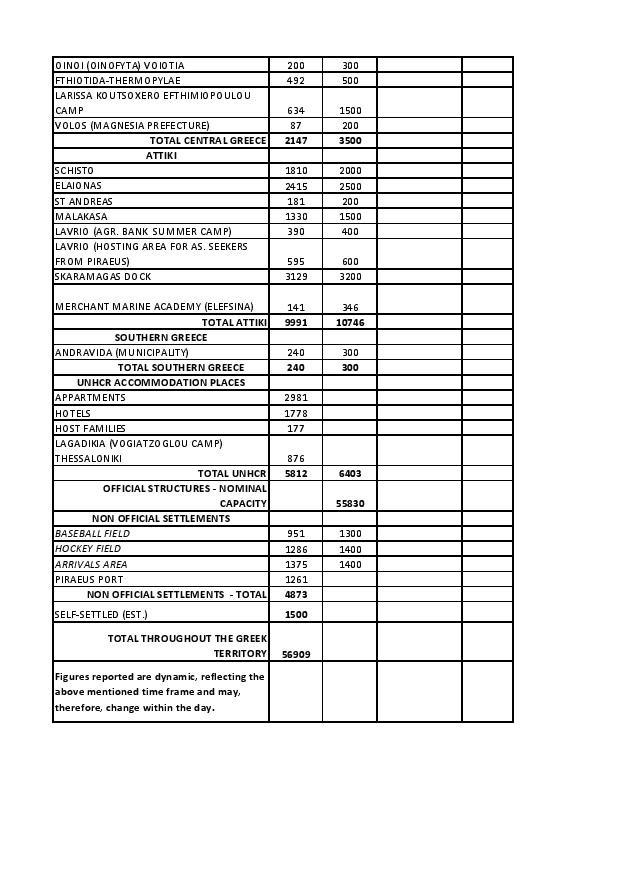 OINOI (OINOFYTA) VOIOTIA 200 300
FTHIOTIDA-THERMOPYLAE 492 500
LARISSA KOUTSOXERO EFTHIMIOPOULOU
CAMP 634 1500
VOLOS (MAGNESIA PREFECTURE) 87 200
TOTAL CENTRAL GREECE 2147 3500
ATTIKI
SCHISTO 1810 2000
ELAIONAS 2415 2500
ST ANDREAS 181 200
MALAKASA 1330 1500
LAVRIO (AGR. BANK SUMMER CAMP) 390 400
LAVRIO (HOSTING AREA FOR AS. SEEKERS
FROM PIRAEUS) 595 600
SKARAMAGAS DOCK 3129 3200
MERCHANT MARINE ACADEMY (ELEFSINA) 141 346
TOTAL ATTIKI 9991 10746
SOUTHERN GREECE
ANDRAVIDA (MUNICIPALITY) 240 300
TOTAL SOUTHERN GREECE 240 300
UNHCR ACCOMMODATION PLACES
APPARTMENTS 2981
HOTELS 1778
HOST FAMILIES 177
LAGADIKIA (VOGIATZOGLOU CAMP)
THESSALONIKI 876
TOTAL UNHCR 5812 6403
OFFICIAL STRUCTURES - NOMINAL
CAPACITY 55830
NON OFFICIAL SETTLEMENTS
BASEBALL FIELD 951 1300
HOCKEY FIELD 1286 1400
ARRIVALS AREA 1375 1400
PIRAEUS PORT 1261
NON OFFICIAL SETTLEMENTS - TOTAL 4873
SELF-SETTLED (EST.) 1500
TOTAL THROUGHOUT THE GREEK
TERRITORY 56909
Figures reported are dynamic, reflecting the
above mentioned time frame and may,
therefore, change within the day.